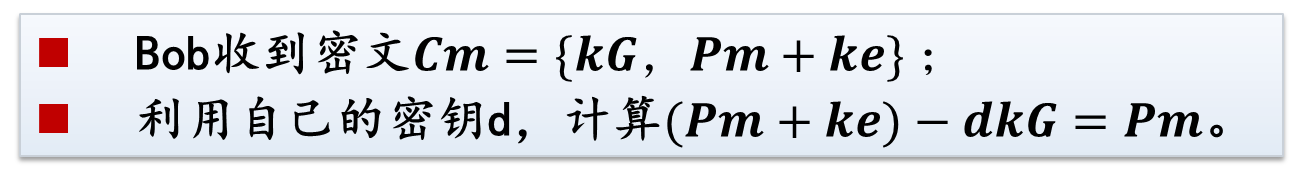 Bob收到密文Cm = {kG, Pm + ke}；
利用自己的密钥d，计算(Pm + ke) − dkG = Pm。